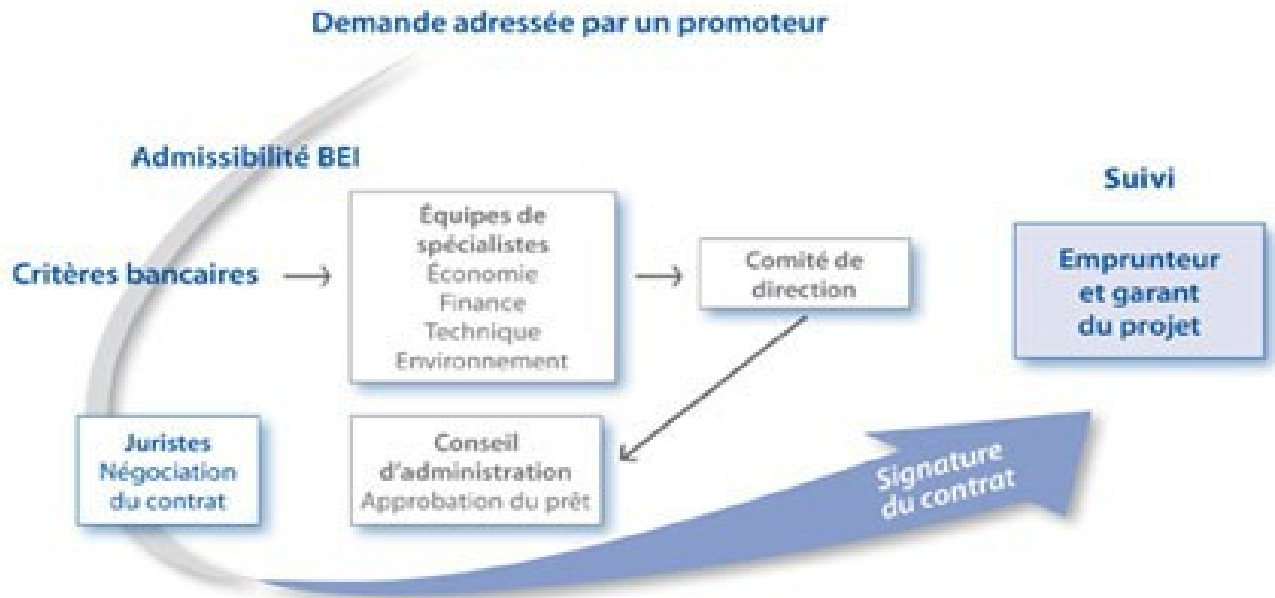 Demande adressée par un promoteur
Admissibilité BEI
Critères bancaires
Équipes de
spécialistes
Économie
Finance
Technique
Environnement
Comité de
direction
Suivi
Emprunteur
et garant
du projet
Juristes
Négociation
du contrat
Conseil
d'administration
Approbation du prêt
Signature
du contrat